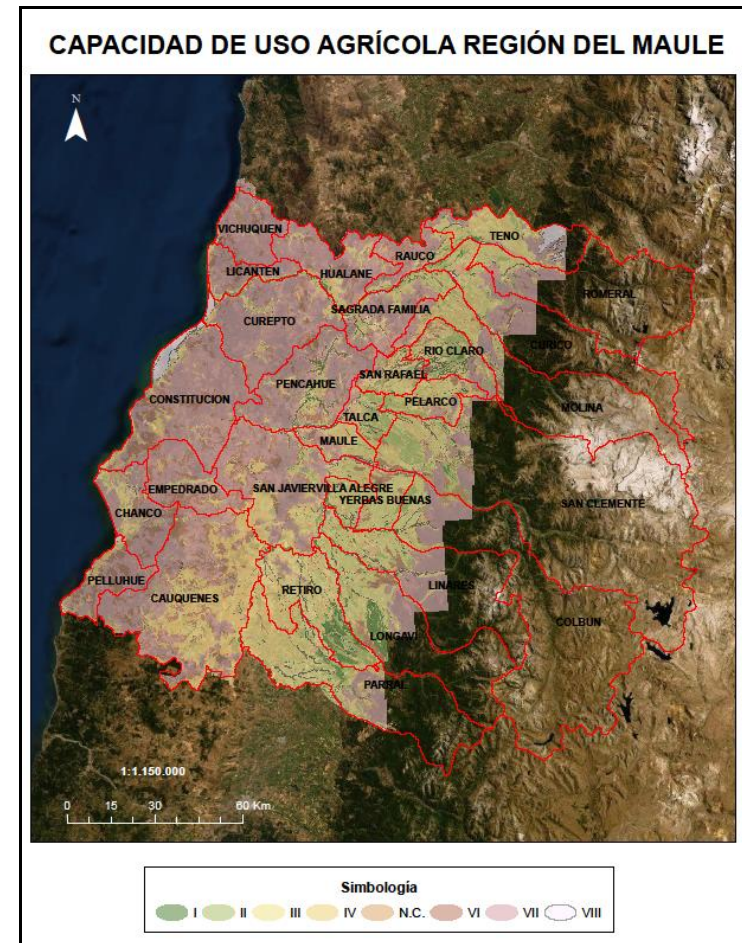 CAPACIDAD DE USO AGRÍCOLA REGIÓN DEL MAULE
N
VICHUQUEN
TENO
RAUCO
LICANTEN
HUALANE
ROMERAL
SAGRADA FAMILIA
CUREPTO
CURICO
RIO CLARO
SAN RAFAEL
PENCAHUE
CONSTITUCION
PELARCO
MOLINA
TALCA
MAULE
EMPEDRADO
SAN JAVIER
VILLA ALEGRE
YERBAS BUENAS
SAN CLEMENTE
CHANCO
PELLUHUE
RETIRO
LINARES
CAUQUENES
COLBUN
LONGAVI
PARRAL
1:1.150.000
0 15 30 60 Km
Simbología
I II III IV N.C. VI VII VIII